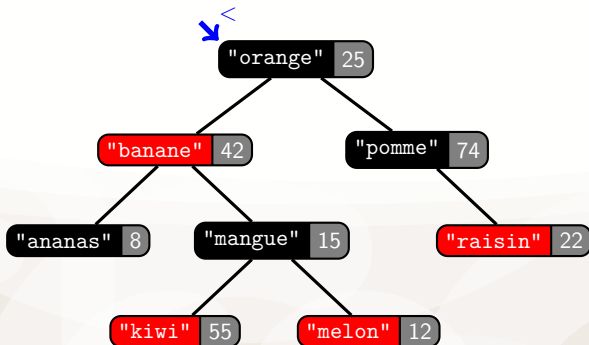 <
"orange" 25
"banane" 42 "pomme" 74
"ananas" 8 "mangue" 15 "raisin" 22
"kiwi" 55 "melon" 12